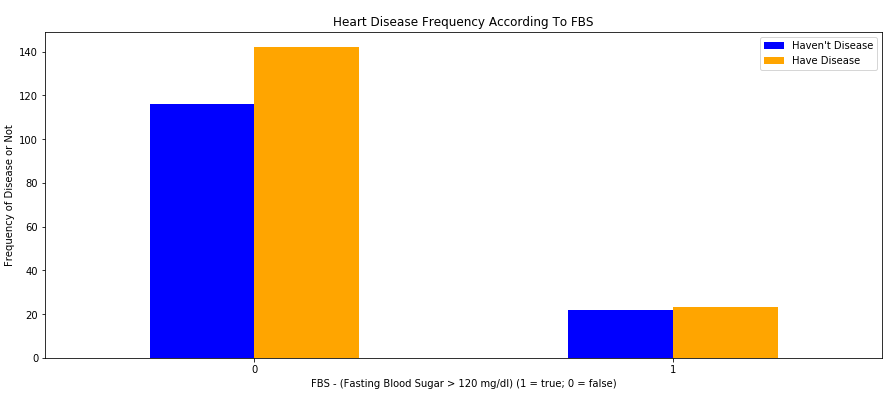 Heart Disease Frequency According To FBS
Haven't Disease
Have Disease
Frequency of Disease or Not
140
120
100
80
60
40
20
0
0 1
FBS - (Fasting Blood Sugar > 120 mg/dl) (1 = true; 0 = false)